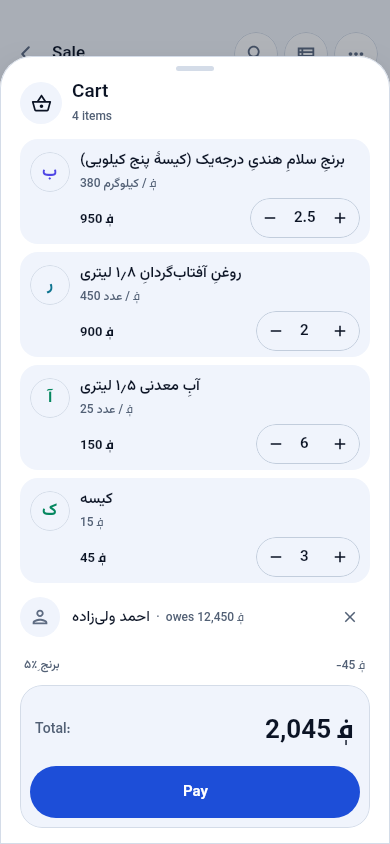 Sale
Cart
4 items
ب
برنجِ سلامِ هندیِ درجه‌یک (کیسهٔ پنج کیلویی)
380 ؋ / کیلوگرم
950 ؋
2.5
ر
روغنِ آفتاب‌گردانِ ۱٫۸ لیتری
450 ؋ / عدد
900 ؋
2
آ
آبِ معدنی ۱٫۵ لیتری
25 ؋ / عدد
150 ؋
6
ک
کیسه
15 ؋
45 ؋
3
احمد ولی‌زاده · owes 12,450 ؋
برنج ۵٪
-45 ؋
Total:
2,045 ؋
Pay